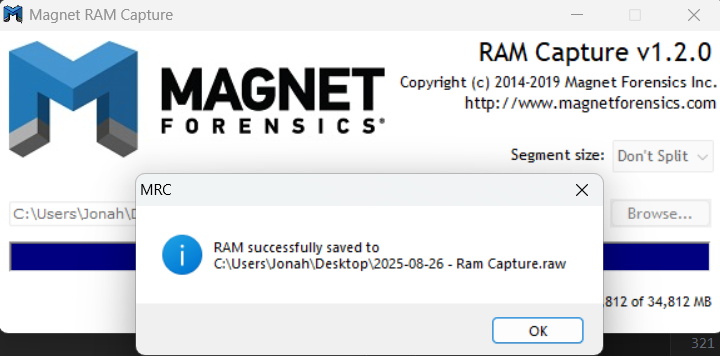 Magnet RAM Capture
RAM Capture v1.2.0
MAGNET
FORENSICS®
Copyright (c) 2014-2019 Magnet Forensics Inc.
http://www.magnetforensics.com
Segment size: Don't Split
C:\Users\Jonah\
Browse...
MRC
RAM successfully saved to
C:\Users\Jonah\Desktop\2025-08-26 - Ram Capture.raw
812 of 34,812 MB
OK
321